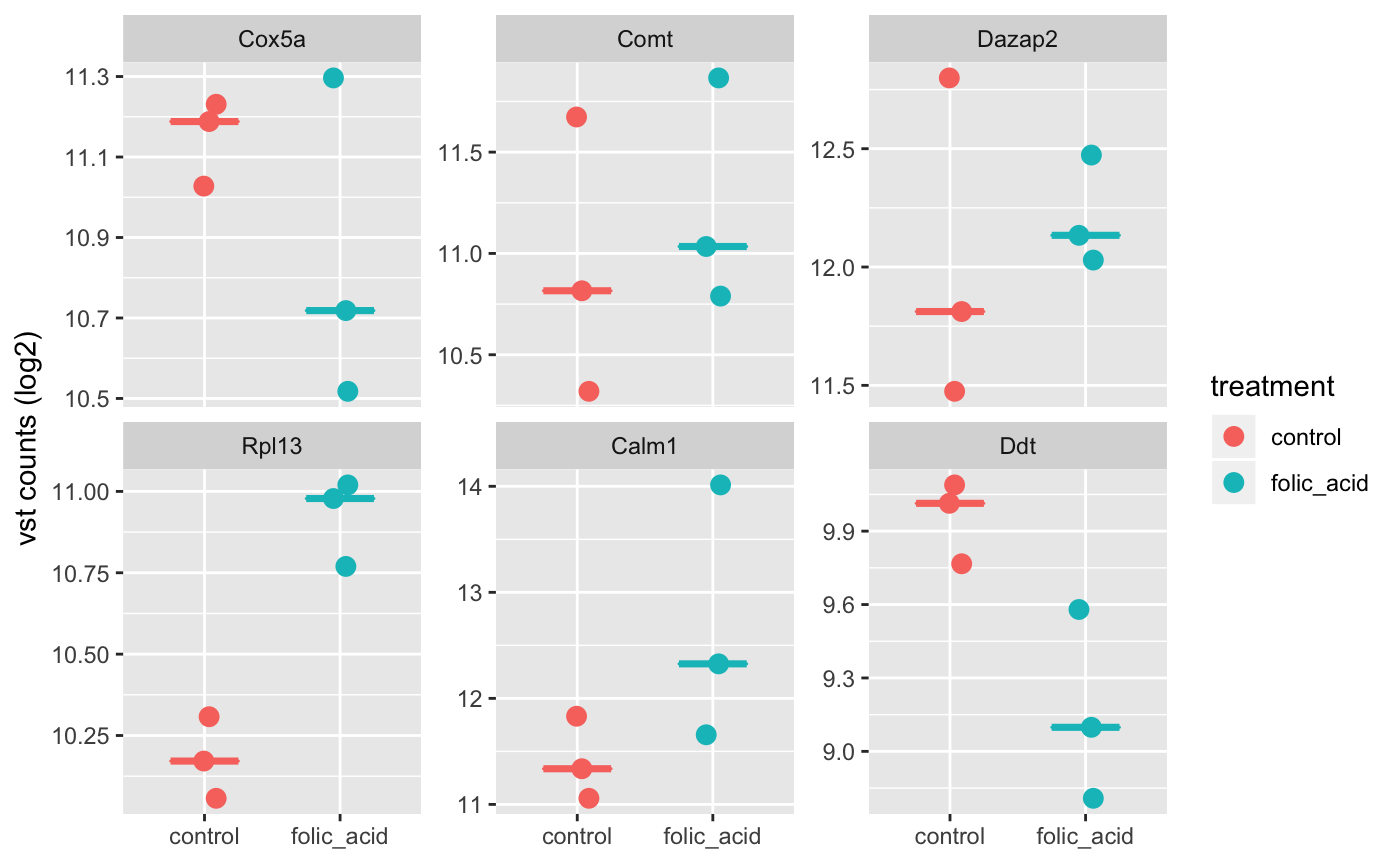 Cox5a
Comt
Dazap2
11.3
11.1
10.9
10.7
10.5
11.5
11.0
10.5
12.5
12.0
11.5
vst counts (log2)
Rpl13
Calm1
Ddt
11.00
10.75
10.50
10.25
14
13
12
11
9.9
9.6
9.3
9.0
control folic_acid
control folic_acid
control folic_acid
treatment
control
folic_acid